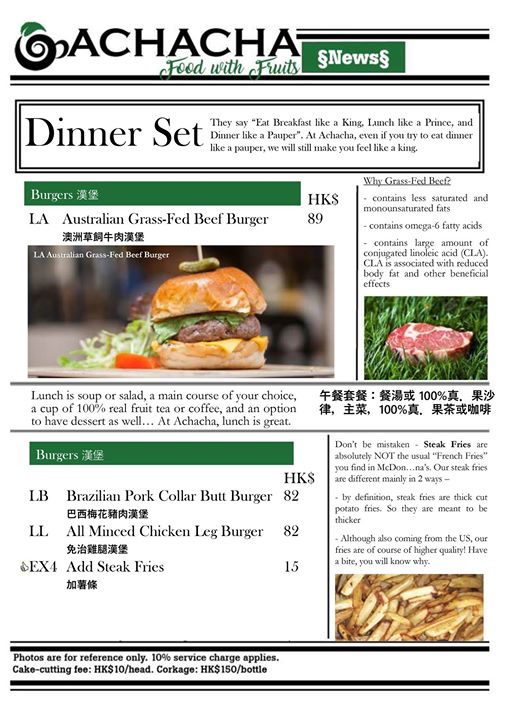 ACHACHA
Food with Fruits
§News§
Dinner Set
They say “Eat Breakfast like a King, Lunch like a Prince, and
Dinner like a Pauper”. At Achacha, even if you try to eat dinner
like a pauper, we will still make you feel like a king.
Burgers 漢堡
HK$
LA Australian Grass-Fed Beef Burger 89
澳洲草飼牛肉漢堡
LA Australian Grass-Fed Beef Burger
Why Grass-Fed Beef?
- contains less saturated and
monounsaturated fats
- contains omega-6 fatty acids
- contains large amount of
conjugated linoleic acid (CLA).
CLA is associated with reduced
body fat and other beneficial
effects
Lunch is soup or salad, a main course of your choice,
a cup of 100% real fruit tea or coffee, and an option
to have dessert as well… At Achacha, lunch is great.
午餐套餐：餐湯或 100%真．果沙
律，主菜，100%真．果茶或咖啡
Burgers 漢堡
HK$
LB Brazilian Pork Collar Butt Burger 82
巴西梅花豬肉漢堡
LL All Minced Chicken Leg Burger 82
免治雞腿漢堡
👍EX4 Add Steak Fries 15
加薯條
Don’t be mistaken - Steak Fries are
absolutely NOT the usual “French Fries”
you find in McDon…na’s. Our steak fries
are different mainly in 2 ways –
- by definition, steak fries are thick cut
potato fries. So they are meant to be
thicker
- Although also coming from the US, our
fries are of course of higher quality! Have
a bite, you will know why.
Photos are for reference only. 10% service charge applies.
Cake-cutting fee: HK$10/head. Corkage: HK$150/bottle